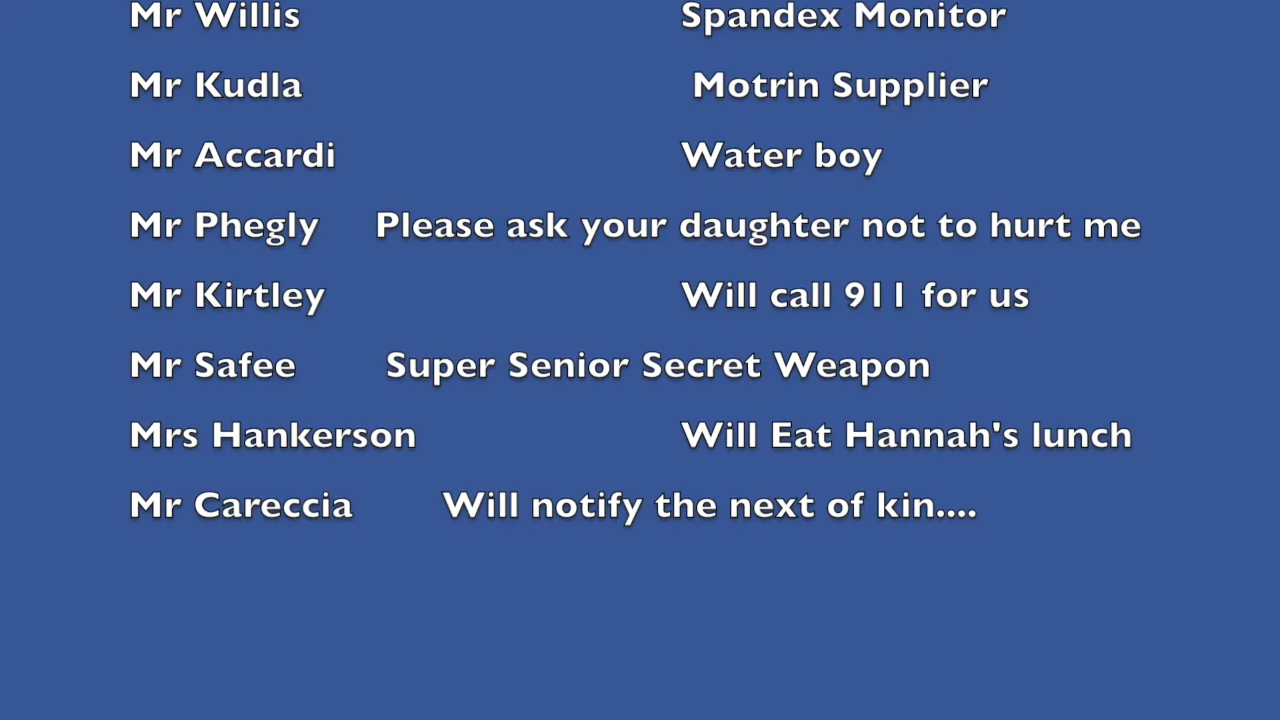 Mr Willis Spandex Monitor
Mr Kudla Motrin Supplier
Mr Accardi Water boy
Mr Phegly Please ask your daughter not to hurt me
Mr Kirtley Will call 911 for us
Mr Safee Super Senior Secret Weapon
Mrs Hankerson Will Eat Hannah's lunch
Mr Careccia Will notify the next of kin....